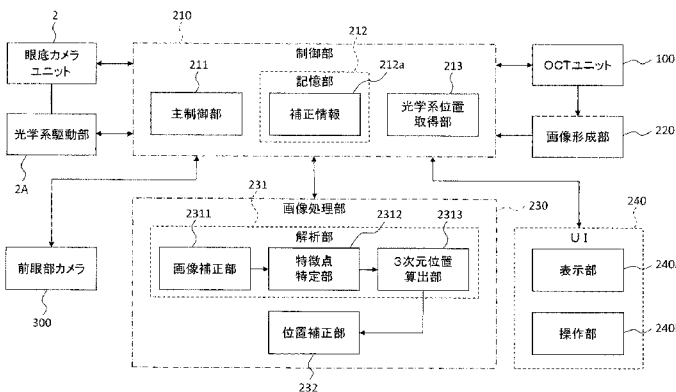 2
210
212
眼底カメラ
ユニット
制御部
211
記憶部
212a
213
OCTユニット
100
主制御部
補正情報
光学系位置
取得部
光学系駆動部
2A
画像形成部
220
画像処理部
231
230
240
2311
解析部
2312
2313
UI
前眼部カメラ
300
画像補正部
特徴点
特定部
3次元位置
算出部
表示部
240
位置補正部
232
操作部
240